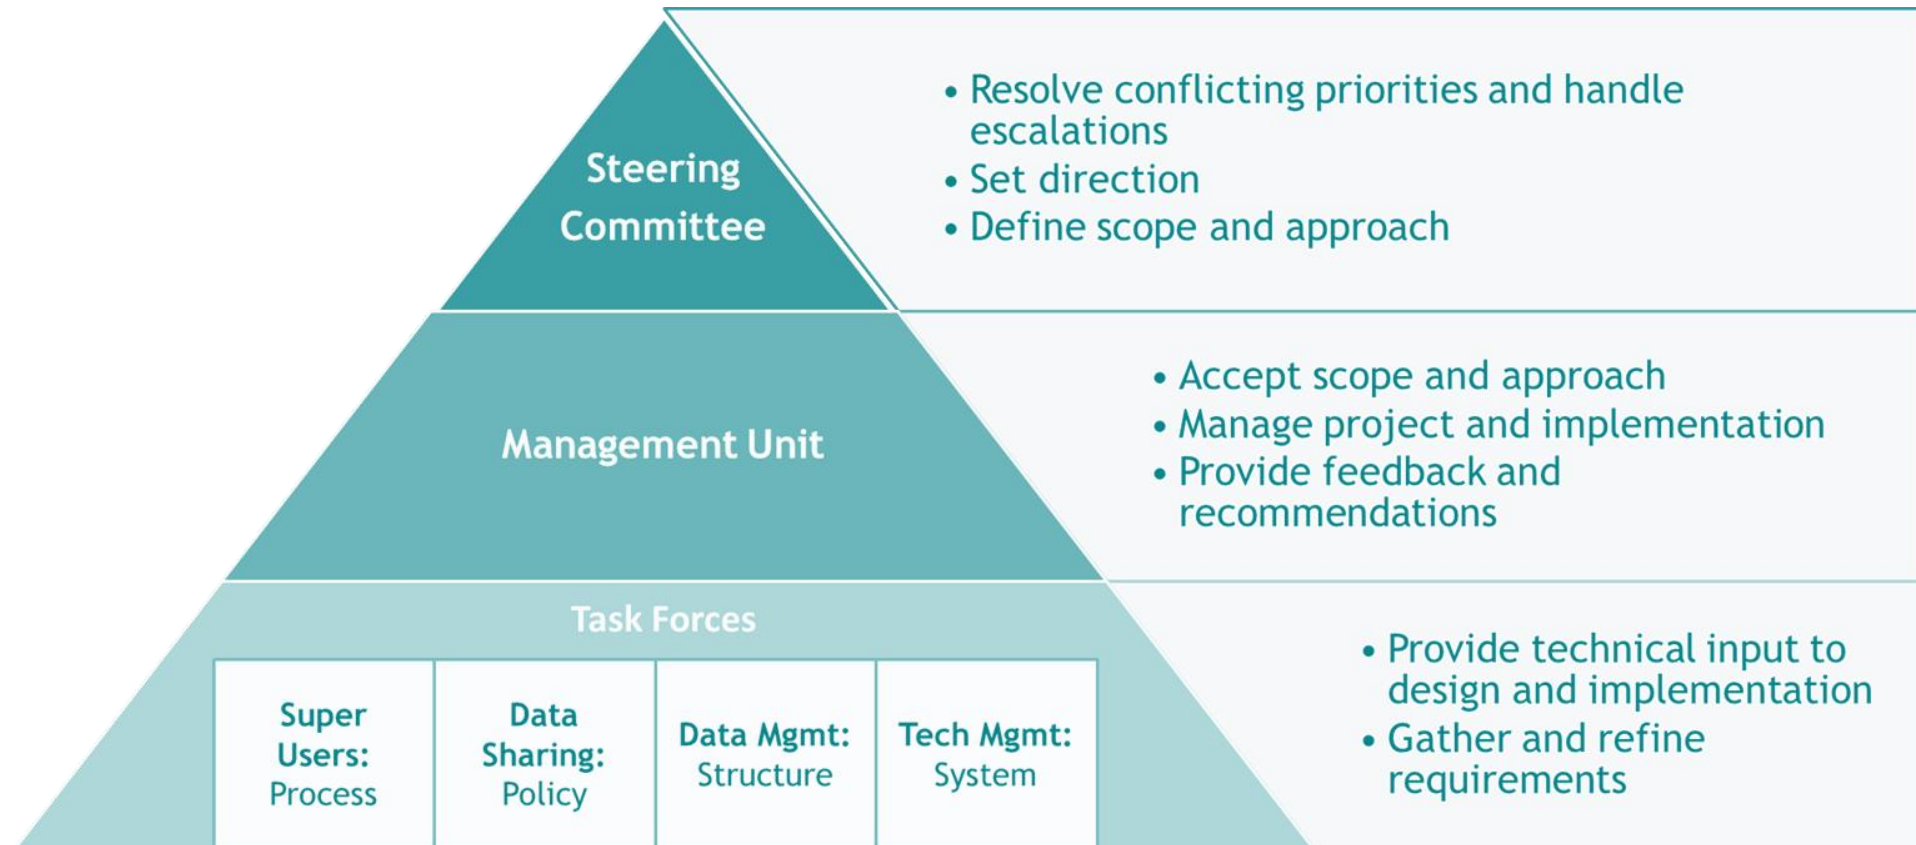 Steering
Committee
• Resolve conflicting priorities and handle
escalations
• Set direction
• Define scope and approach
Management Unit
• Accept scope and approach
• Manage project and implementation
• Provide feedback and
recommendations
Task Forces
Super
Users:
Process
Data
Sharing:
Policy
Data Mgmt:
Structure
Tech Mgmt:
System
• Provide technical input to
design and implementation
• Gather and refine
requirements